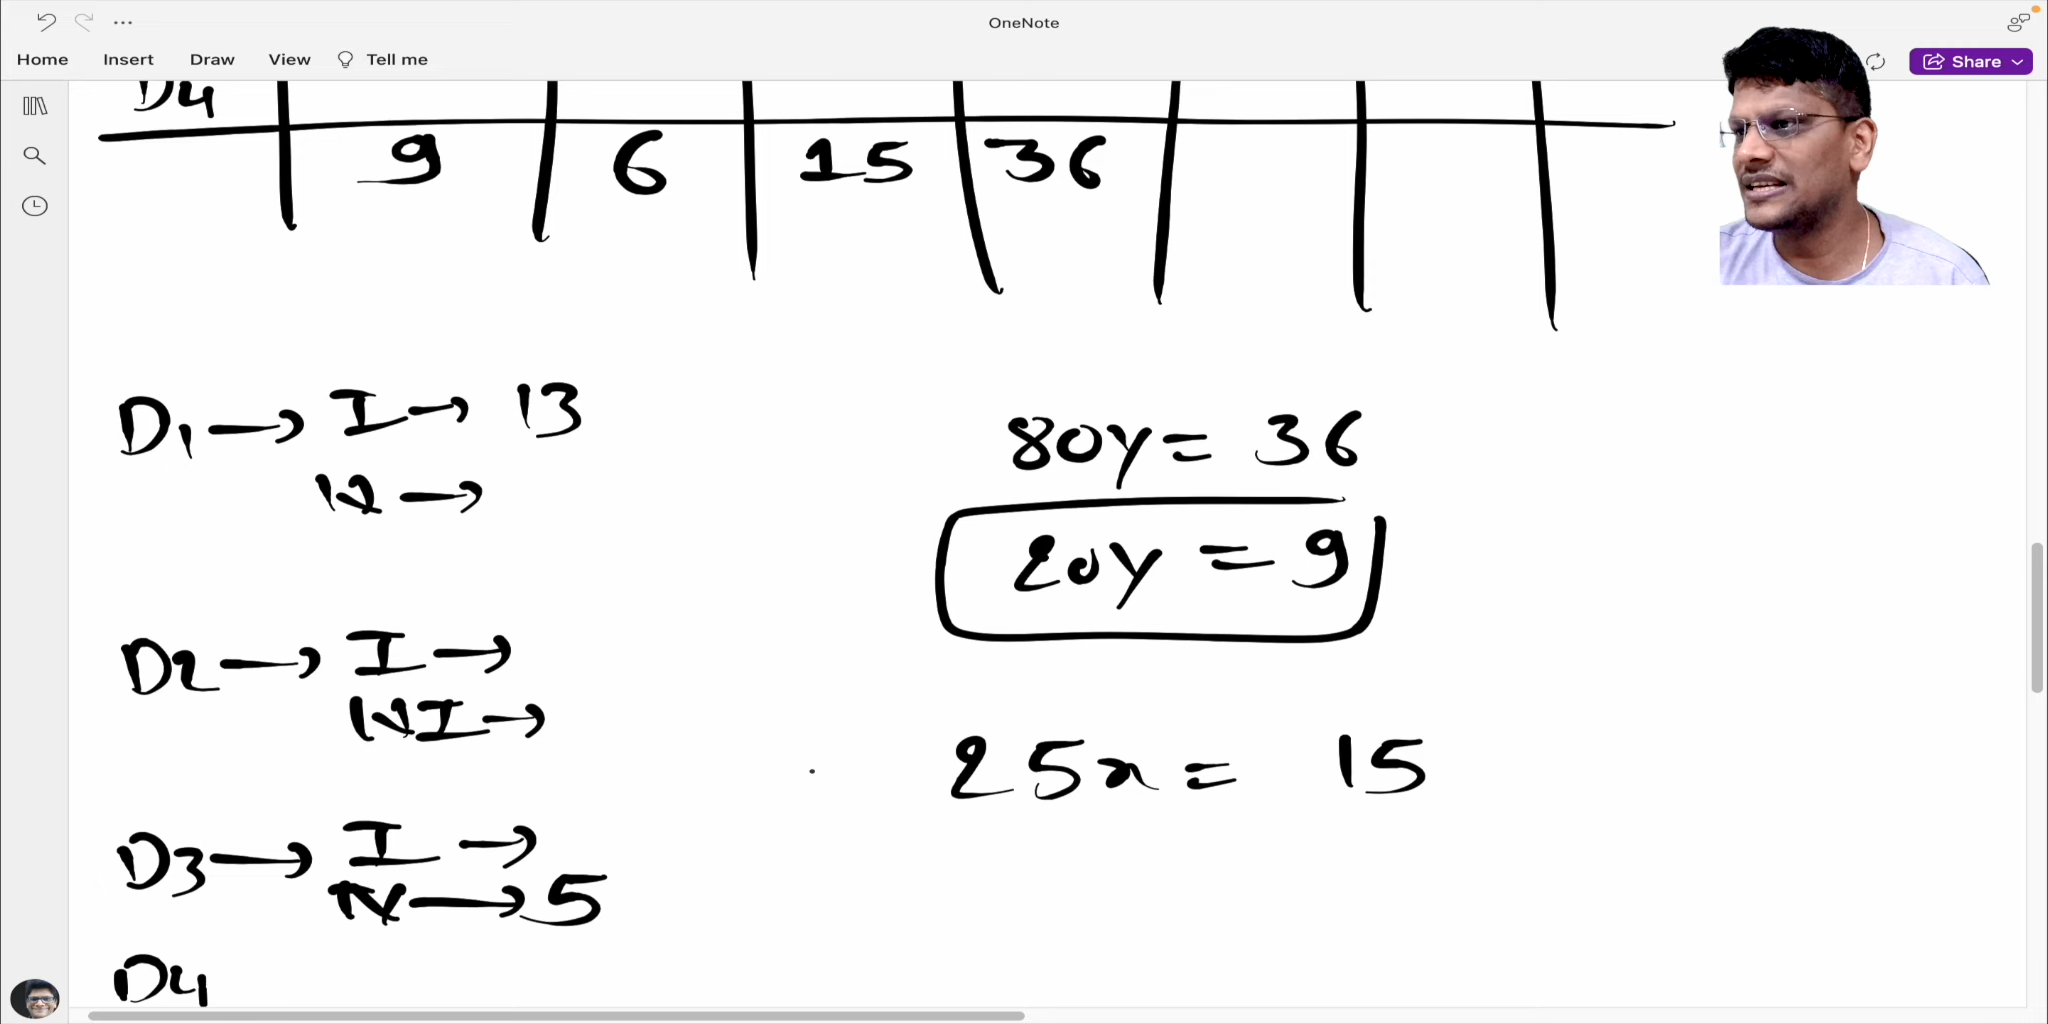 OneNote
Home Insert Draw View Tell me Share
D4
9 6 15 36
D1 → I → 13
N →
80y = 36
20y = 9
D2 → I →
NI →
25x = 15
D3 → I →
N → 5
D4